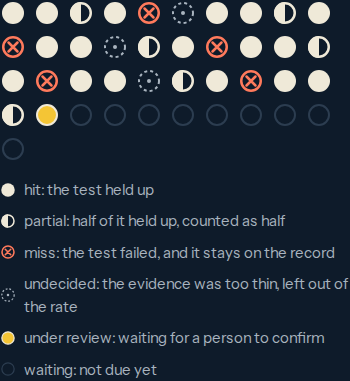 hit: the test held up
partial: half of it held up, counted as half
miss: the test failed, and it stays on the record
undecided: the evidence was too thin, left out of
the rate
under review: waiting for a person to confirm
waiting: not due yet